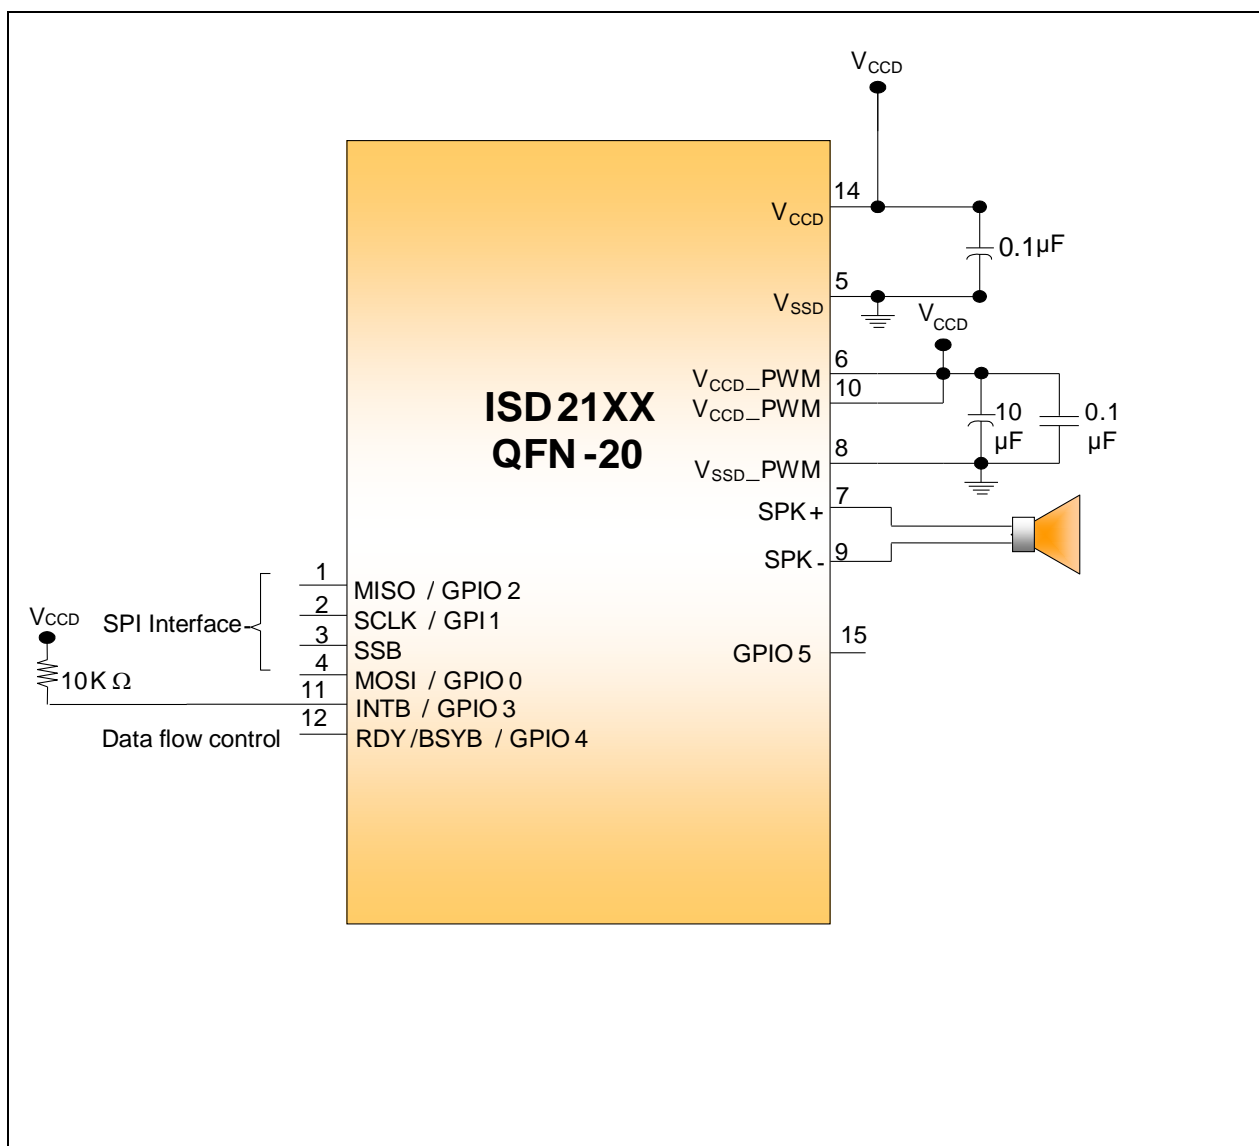 VCCD
14
VCCD
0.1µF
5
VSSD
VCCD
6
VCCD_PWM
10
VCCD_PWM
ISD21XX
QFN-20
10
µF
0.1
µF
8
VSSD_PWM
7
SPK+
9
SPK-
1
MISO / GPIO 2
2
SCLK / GPI 1
VCCD
SPI Interface
3
SSB
4
MOSI / GPIO 0
15
GPIO 5
10K Ω
11
INTB / GPIO 3
12
Data flow control
RDY/BSYB / GPIO 4